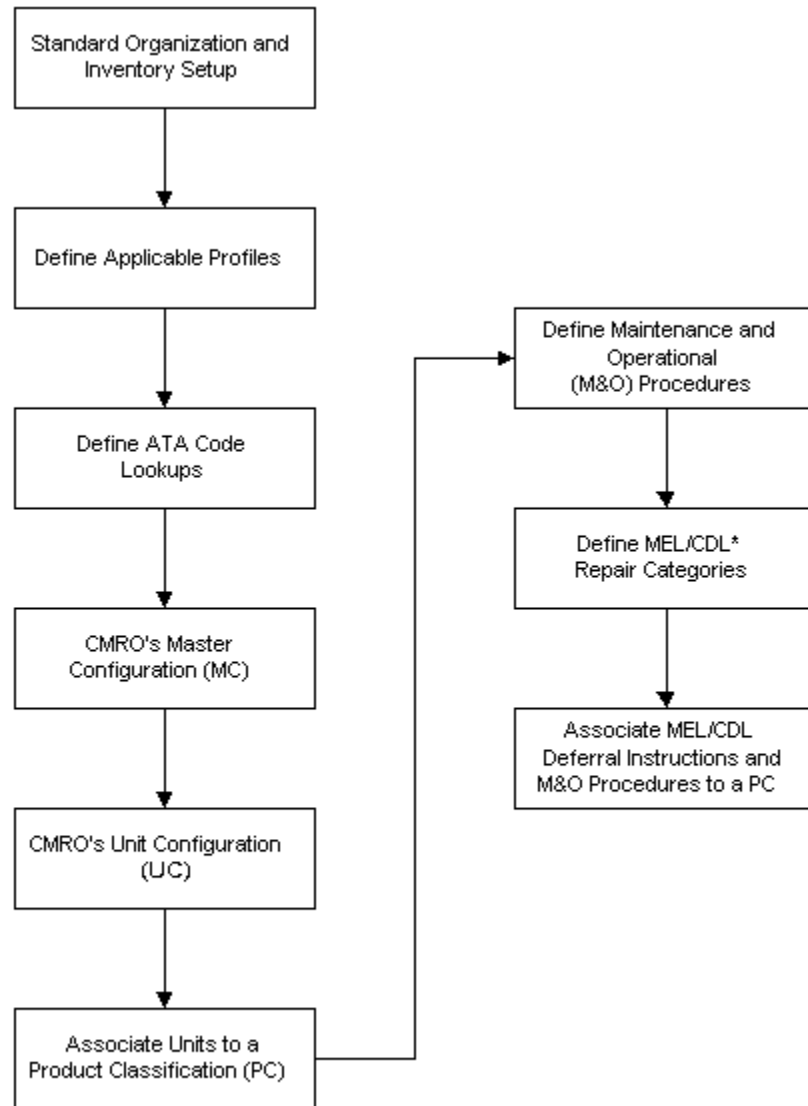 Standard Organization and
Inventory Setup
Define Applicable Profiles
Define ATA Code
Lookups
CMRO's Master
Configuration (MC)
CMRO's Unit Configuration
(UC)
Associate Units to a
Product Classification (PC)
Define Maintenance and
Operational
(M&O) Procedures
Define MEL/CDL*
Repair Categories
Associate MEL/CDL
Deferral Instructions and
M&O Procedures to a PC